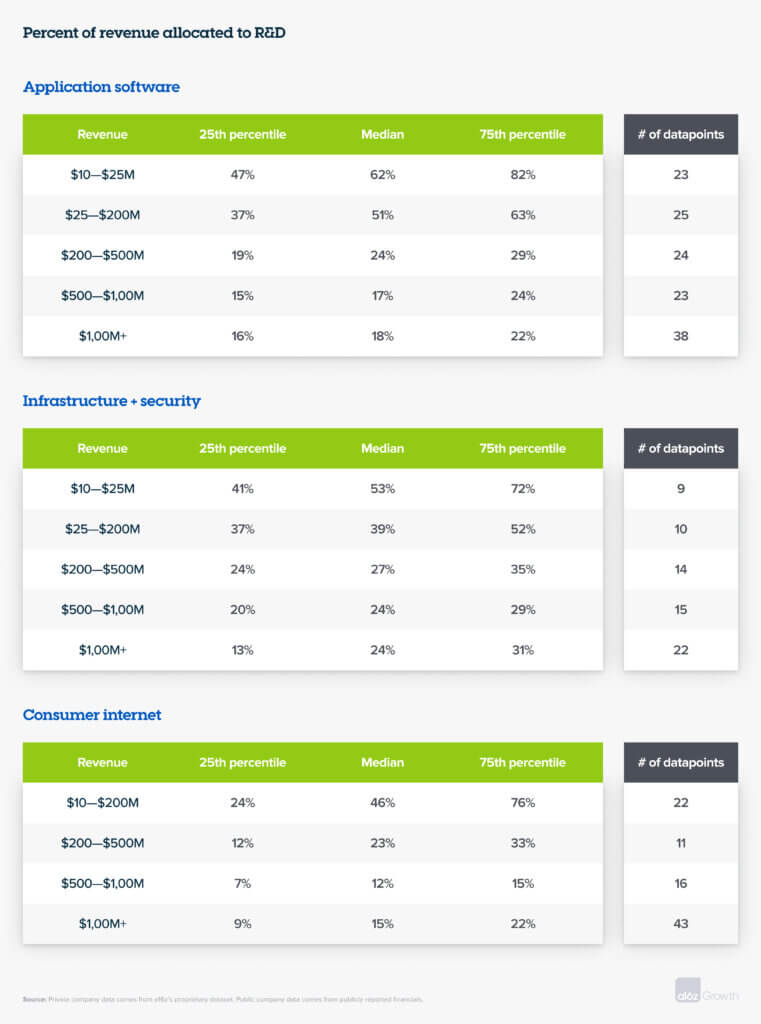 Percent of revenue allocated to R&D
Application software
Revenue 25th percentile Median 75th percentile # of datapoints
$10—$25M 47% 62% 82% 23
$25—$200M 37% 51% 63% 25
$200—$500M 19% 24% 29% 24
$500—$1,00M 15% 17% 24% 23
$1,00M+ 16% 18% 22% 38
Infrastructure + security
Revenue 25th percentile Median 75th percentile # of datapoints
$10—$25M 41% 53% 72% 9
$25—$200M 37% 39% 52% 10
$200—$500M 24% 27% 35% 14
$500—$1,00M 20% 24% 29% 15
$1,00M+ 13% 24% 31% 22
Consumer internet
Revenue 25th percentile Median 75th percentile # of datapoints
$10—$200M 24% 46% 76% 22
$200—$500M 12% 23% 33% 11
$500—$1,00M 7% 12% 15% 16
$1,00M+ 9% 15% 22% 43
Source: Private company data comes from a16z's proprietary dataset. Public company data comes from publicly reported financials.
a16z Growth